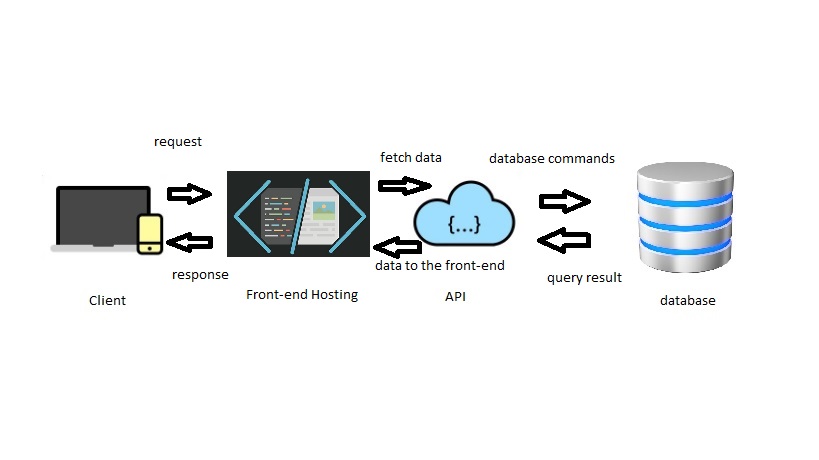 request
fetch data
database commands
{...}
response
data to the front-end
query result
Client
Front-end Hosting
API
database